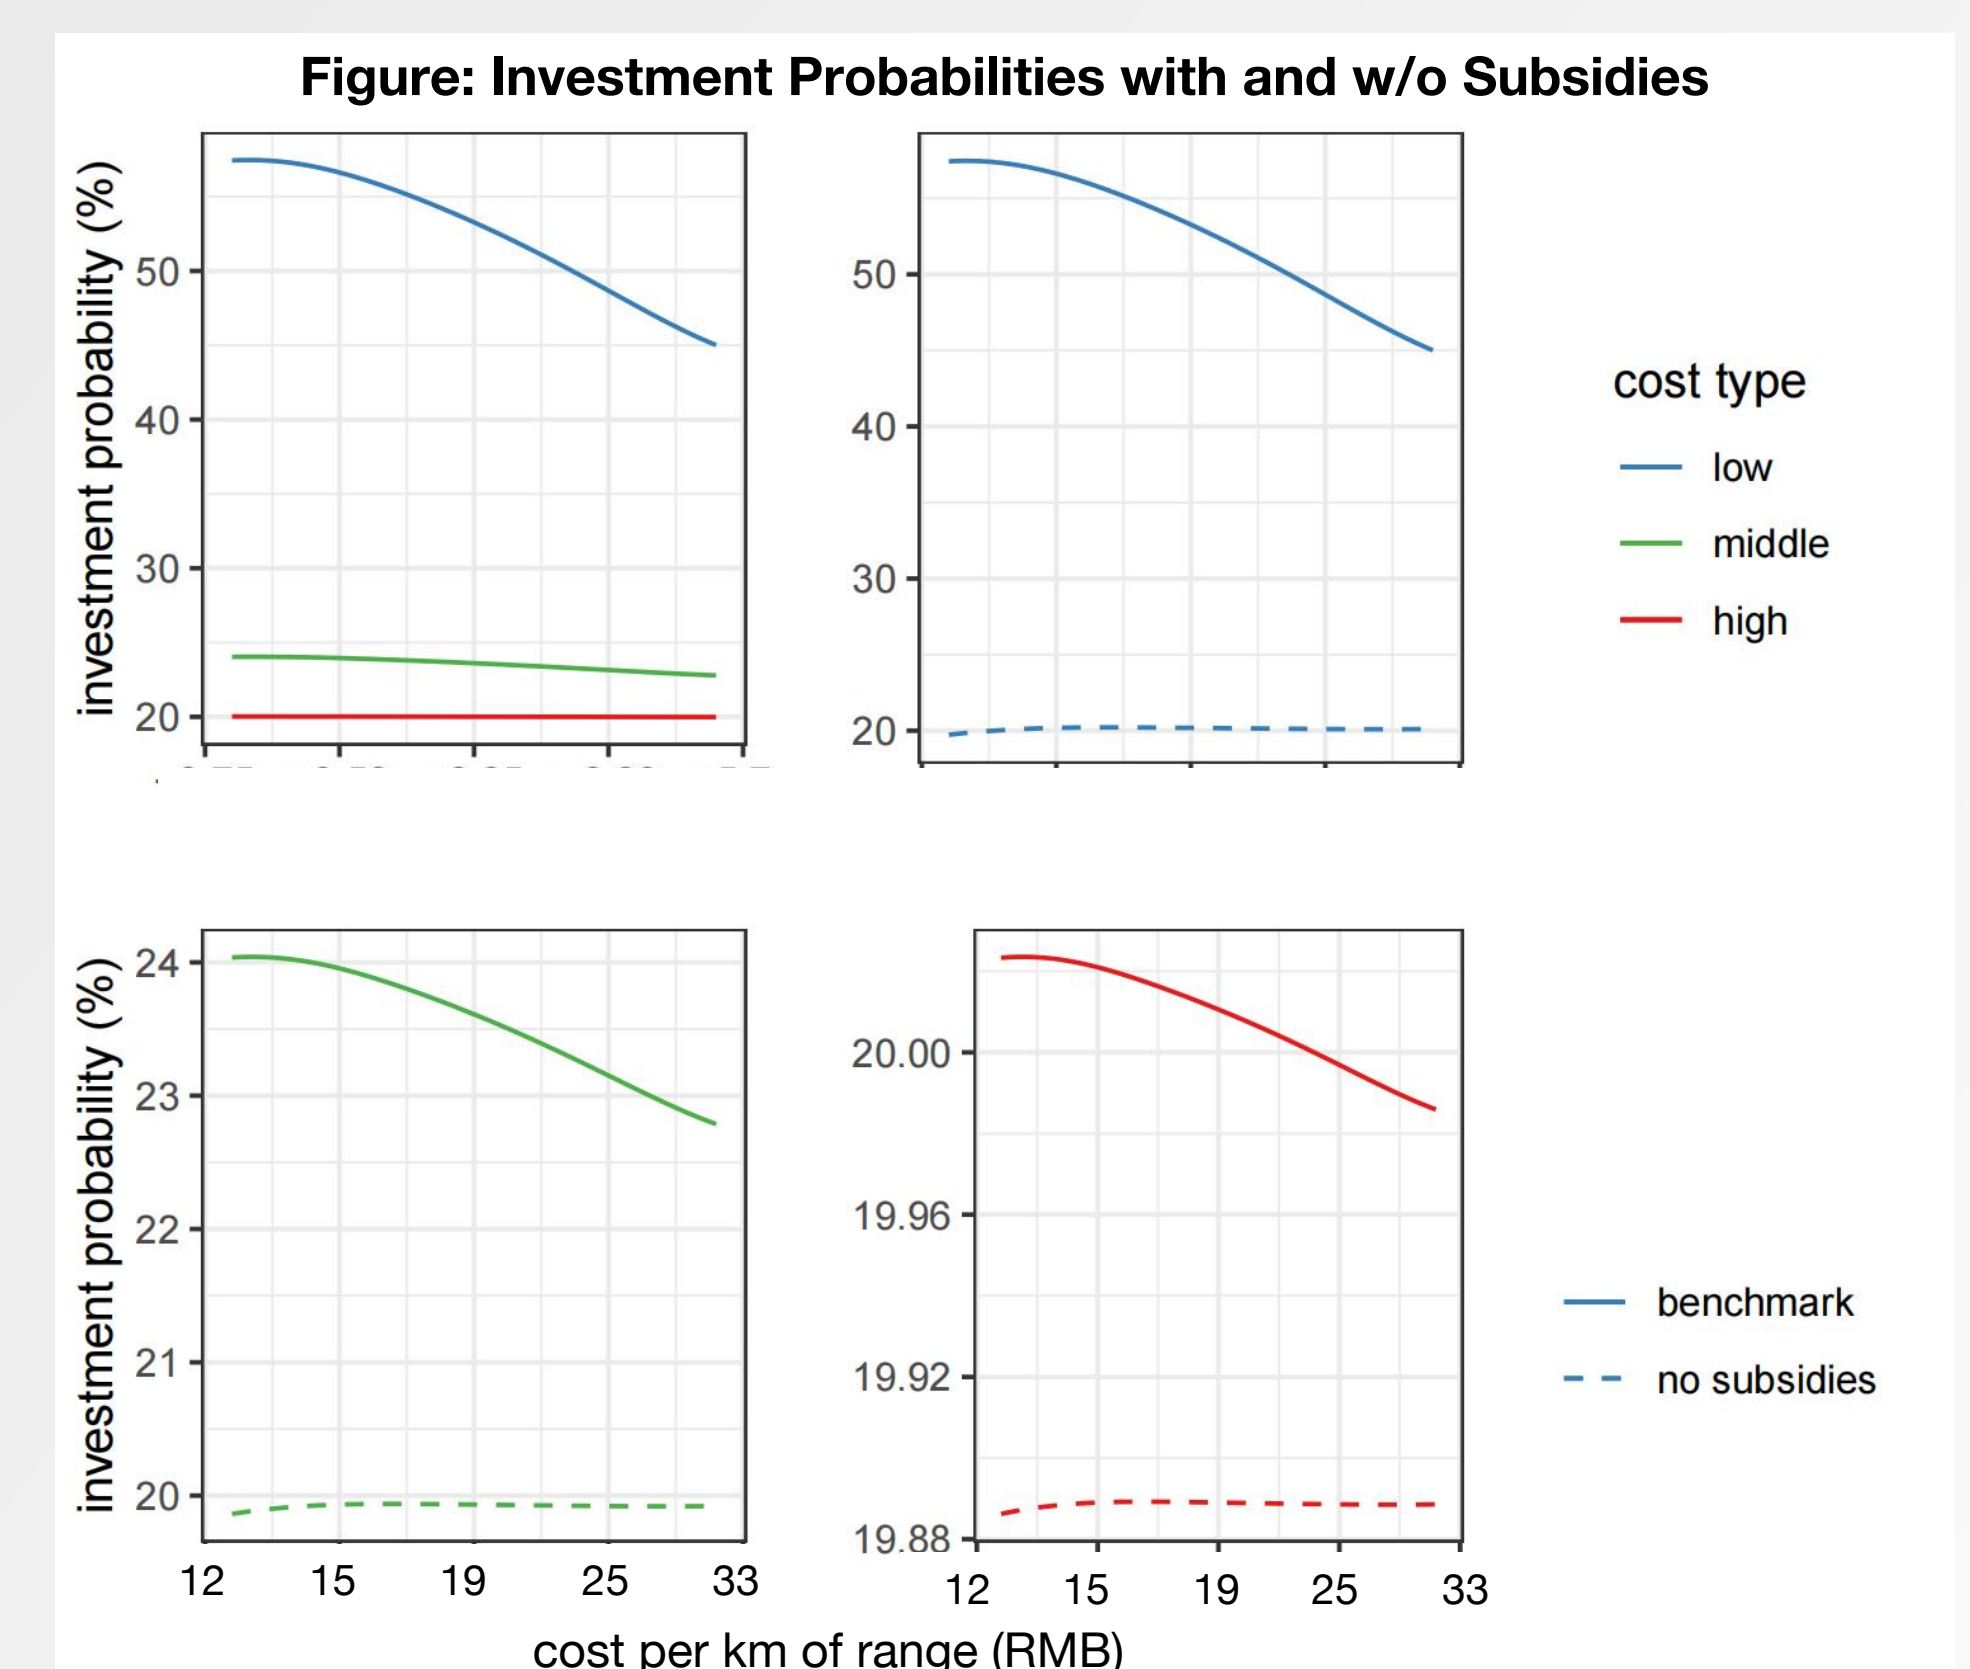 Figure: Investment Probabilities with and w/o Subsidies
investment probability (%)
50
40
30
20
50
40
30
20
cost type
low
middle
high
investment probability (%)
24
23
22
21
20
12 15 19 25 33
20.00
19.96
19.92
19.88
12 15 19 25 33
benchmark
no subsidies
cost per km of range (RMB)